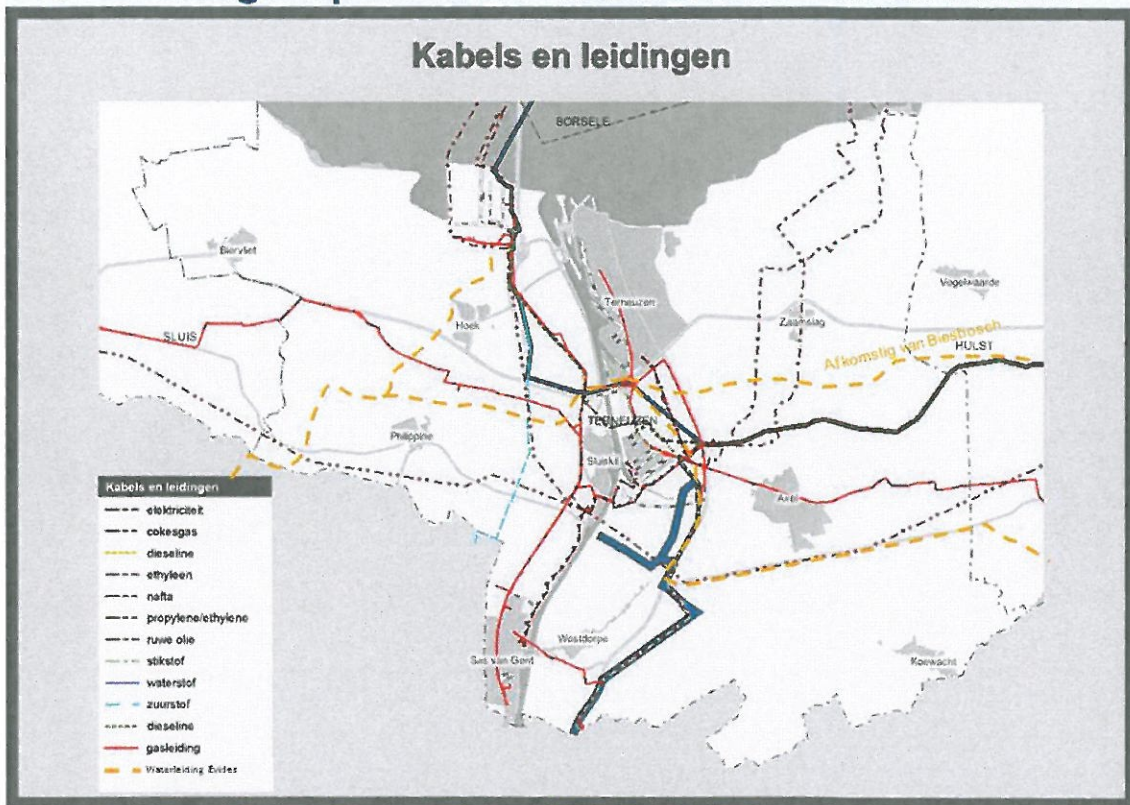 Kabels en leidingen
BORSELE
Biervliet
Vogelwaarde
Terneuzen
Hoek
Zaamslag
SLUIS
HULST
Afkomstig van Biesbosch
TERNEUZEN
Philippine
Sluiskil
Axel
Kabels en leidingen
elektriciteit
cokesgas
dieseline
ethyleen
nafta
propylene/ethylene
ruwe olie
stikstof
waterstof
zuurstof
dieseline
gasleiding
Waterleiding Evides
Westdorpe
Sas van Gent
Koewacht